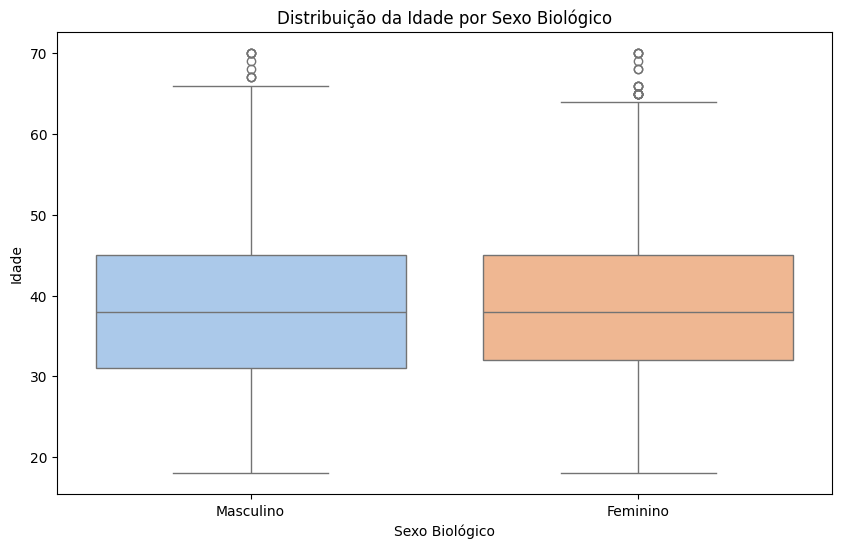 Distribuição da Idade por Sexo Biológico
70
60
50
40
30
20
Idade
Masculino
Feminino
Sexo Biológico